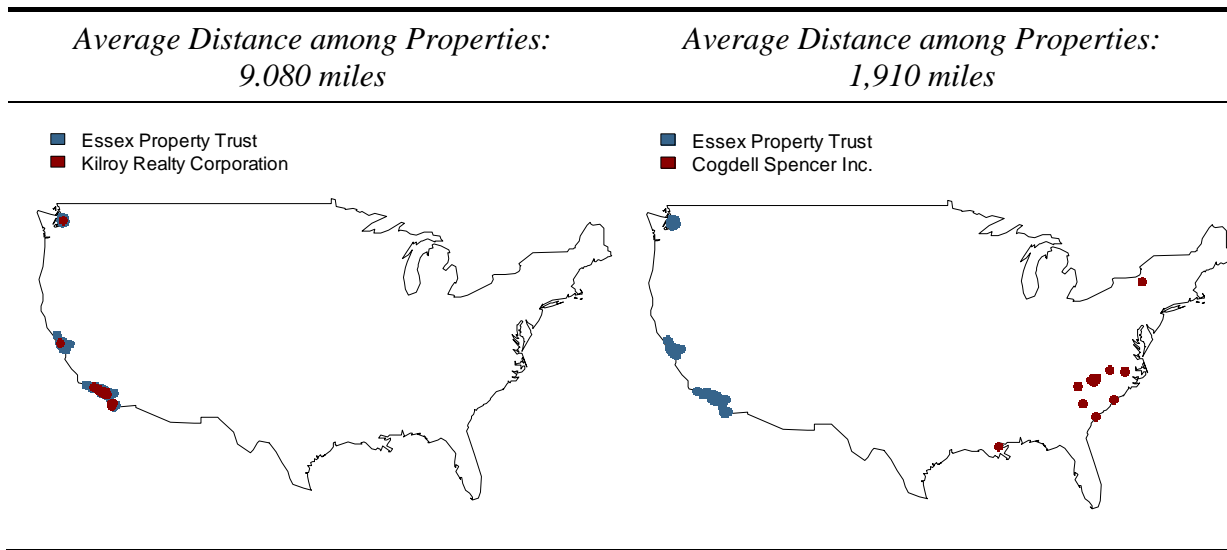 Average Distance among Properties:
9.080 miles
Average Distance among Properties:
1,910 miles
Essex Property Trust
Kilroy Realty Corporation
Essex Property Trust
Cogdell Spencer Inc.